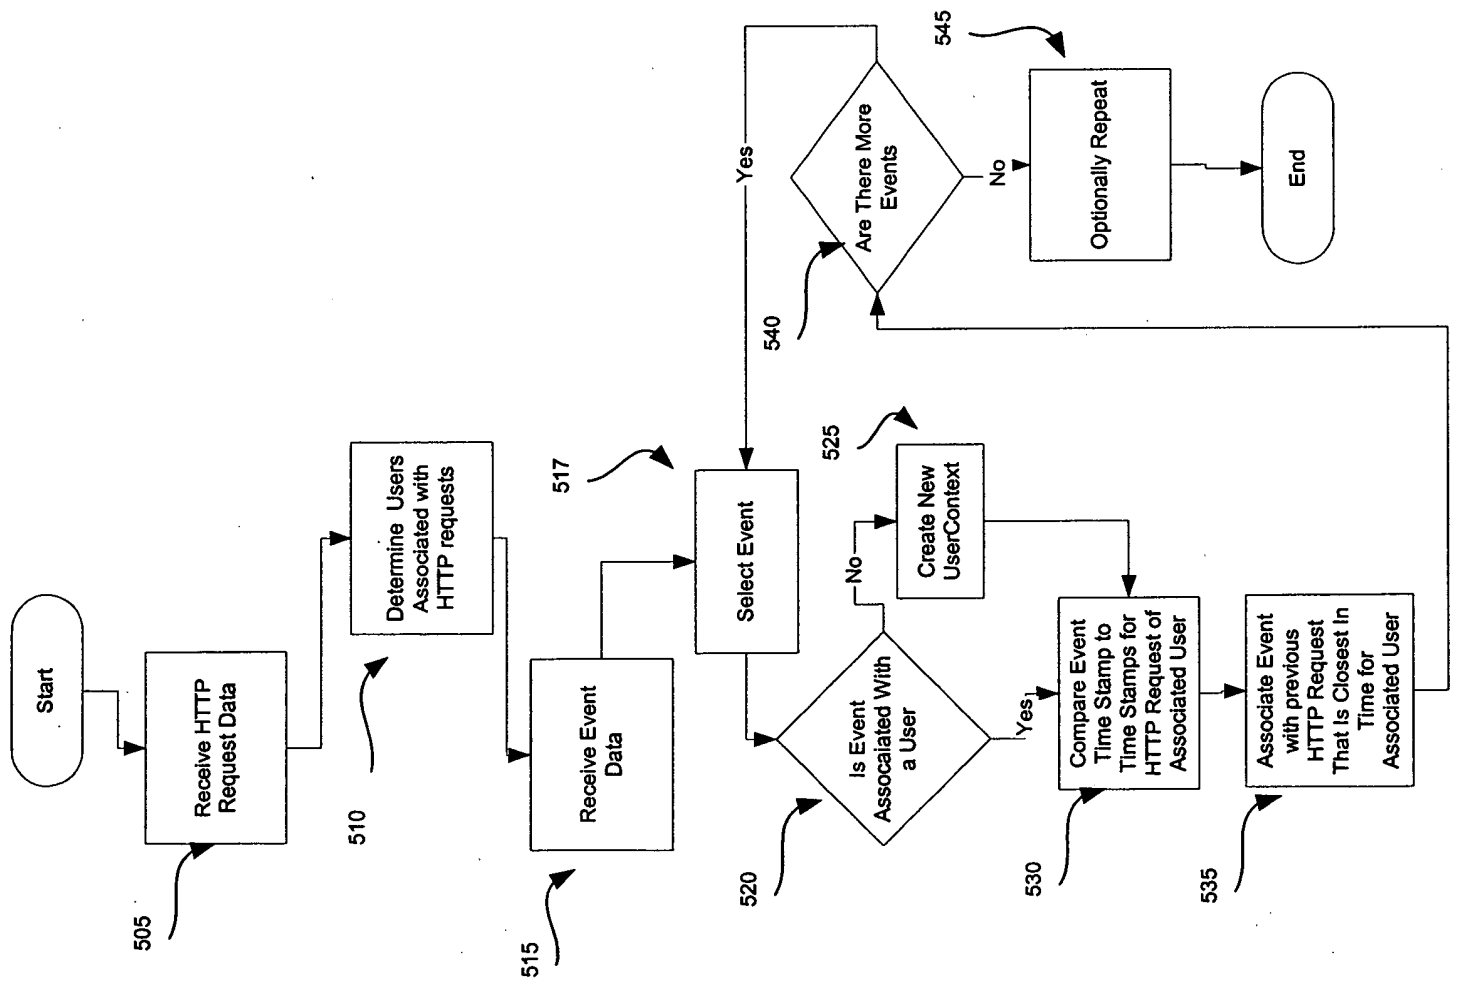 Start
505
Receive HTTP
Request Data
510
Determine Users
Associated with
HTTP requests
515
Receive Event
Data
517
Select Event
520
Is Event
Assocaiated With
a User
No
525
Create New
UserContext
Yes
530
Compare Event
Time Stamp to
Time Stamps for
HTTP Request of
Associated User
535
Associate Event
with previous
HTTP Request
That Is Closest In
Time for
Associated User
540
Are There More
Events
Yes
No
545
Optionally Repeat
End